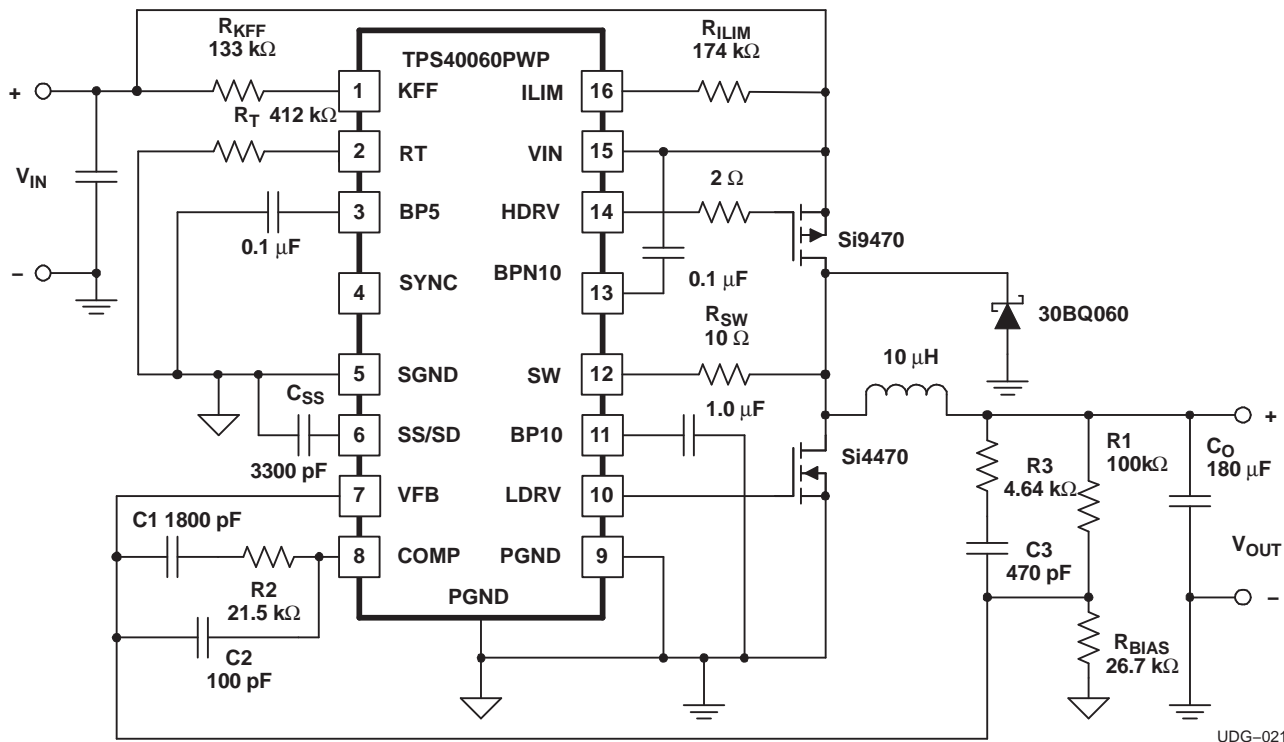 RKFF
133 kΩ
RILIM
174 kΩ
TPS40060PWP
+
1
KFF
ILIM
16
RT 412 kΩ
2
RT
VIN
15
VIN
2 Ω
3
BP5
HDRV
14
Si9470
0.1 µF
SYNC
BPN10
0.1 µF
4
13
–
RSW
10 Ω
30BQ060
10 µH
5
SGND
SW
12
CSS
1.0 µF
6
SS/SD
BP10
11
+
3300 pF
Si4470
R1
100kΩ
CO
180 µF
R3
4.64 kΩ
7
VFB
LDRV
10
C1 1800 pF
8
COMP
PGND
9
C3
470 pF
VOUT
R2
21.5 kΩ
PGND
–
C2
100 pF
RBIAS
26.7 kΩ
UDG–021